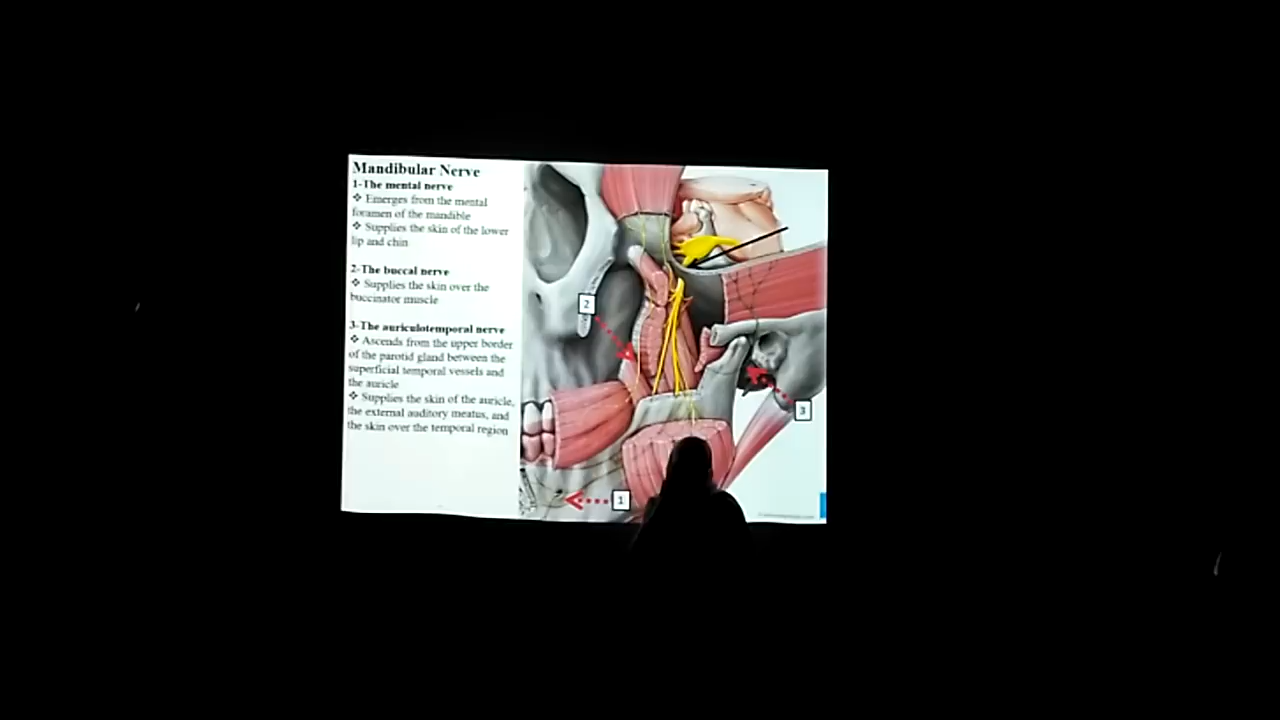 Mandibular Nerve
1-The mental nerve
❖ Emerges from the mental
foramen of the mandible
❖ Supplies the skin of the lower
lip and chin
2-The buccal nerve
❖ Supplies the skin over the
buccinator muscle
3-The auriculotemporal nerve
❖ Ascends from the upper border
of the parotid gland between the
superficial temporal vessels and
the auricle
❖ Supplies the skin of the auricle,
the external auditory meatus, and
the skin over the temporal region
2
3
1